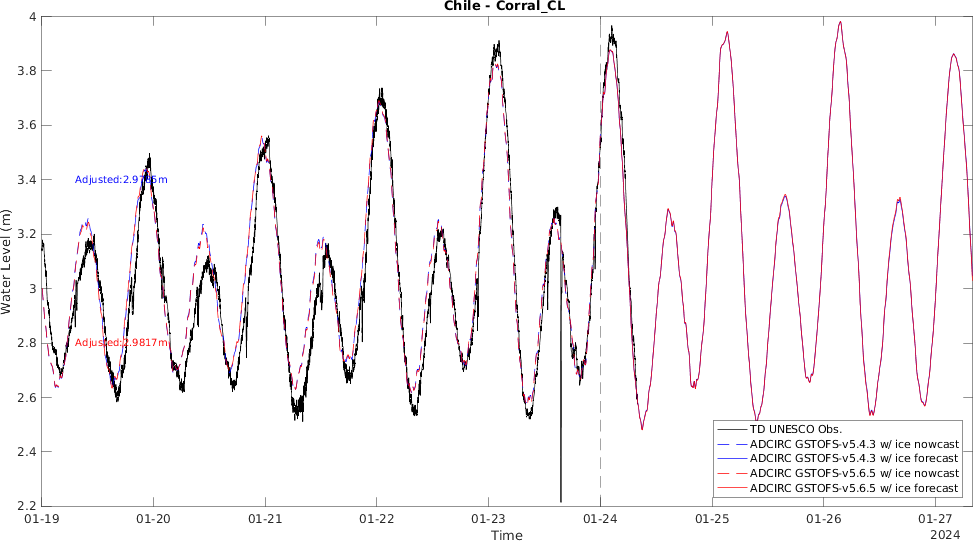 Chile - Corral_CL
4
3.8
3.6
3.4
3.2
3
2.8
2.6
2.4
2.2
Water Level (m)
Adjusted:2.9785m
Adjusted:2.9817m
TD UNESCO Obs.
ADCIRC GSTOFS-v5.4.3 w/ ice nowcast
ADCIRC GSTOFS-v5.4.3 w/ ice forecast
ADCIRC GSTOFS-v5.6.5 w/ ice nowcast
ADCIRC GSTOFS-v5.6.5 w/ ice forecast
01-19 01-20 01-21 01-22 01-23 01-24 01-25 01-26 01-27
Time
2024